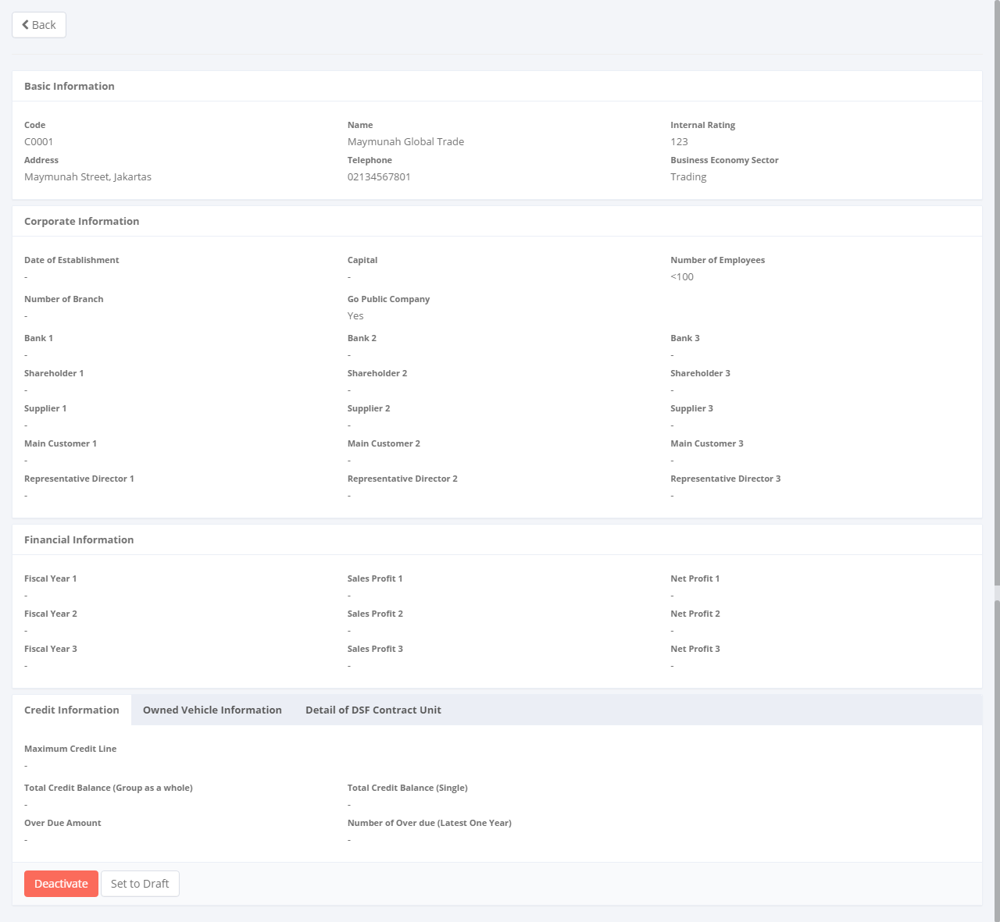 Back
Basic Information
Code Name Internal Rating
C0001 Maymunah Global Trade 123
Address Telephone Business Economy Sector
Maymunah Street, Jakartas 02134567801 Trading
Corporate Information
Date of Establishment Capital Number of Employees
- - <100
Number of Branch Go Public Company
- Yes
Bank 1 Bank 2 Bank 3
- - -
Shareholder 1 Shareholder 2 Shareholder 3
- - -
Supplier 1 Supplier 2 Supplier 3
- - -
Main Customer 1 Main Customer 2 Main Customer 3
- - -
Representative Director 1 Representative Director 2 Representative Director 3
- - -
Financial Information
Fiscal Year 1 Sales Profit 1 Net Profit 1
- - -
Fiscal Year 2 Sales Profit 2 Net Profit 2
- - -
Fiscal Year 3 Sales Profit 3 Net Profit 3
- - -
Credit Information Owned Vehicle Information Detail of DSF Contract Unit
Maximum Credit Line
-
Total Credit Balance (Group as a whole) Total Credit Balance (Single)
- -
Over Due Amount Number of Over due (Latest One Year)
- -
Deactivate Set to Draft